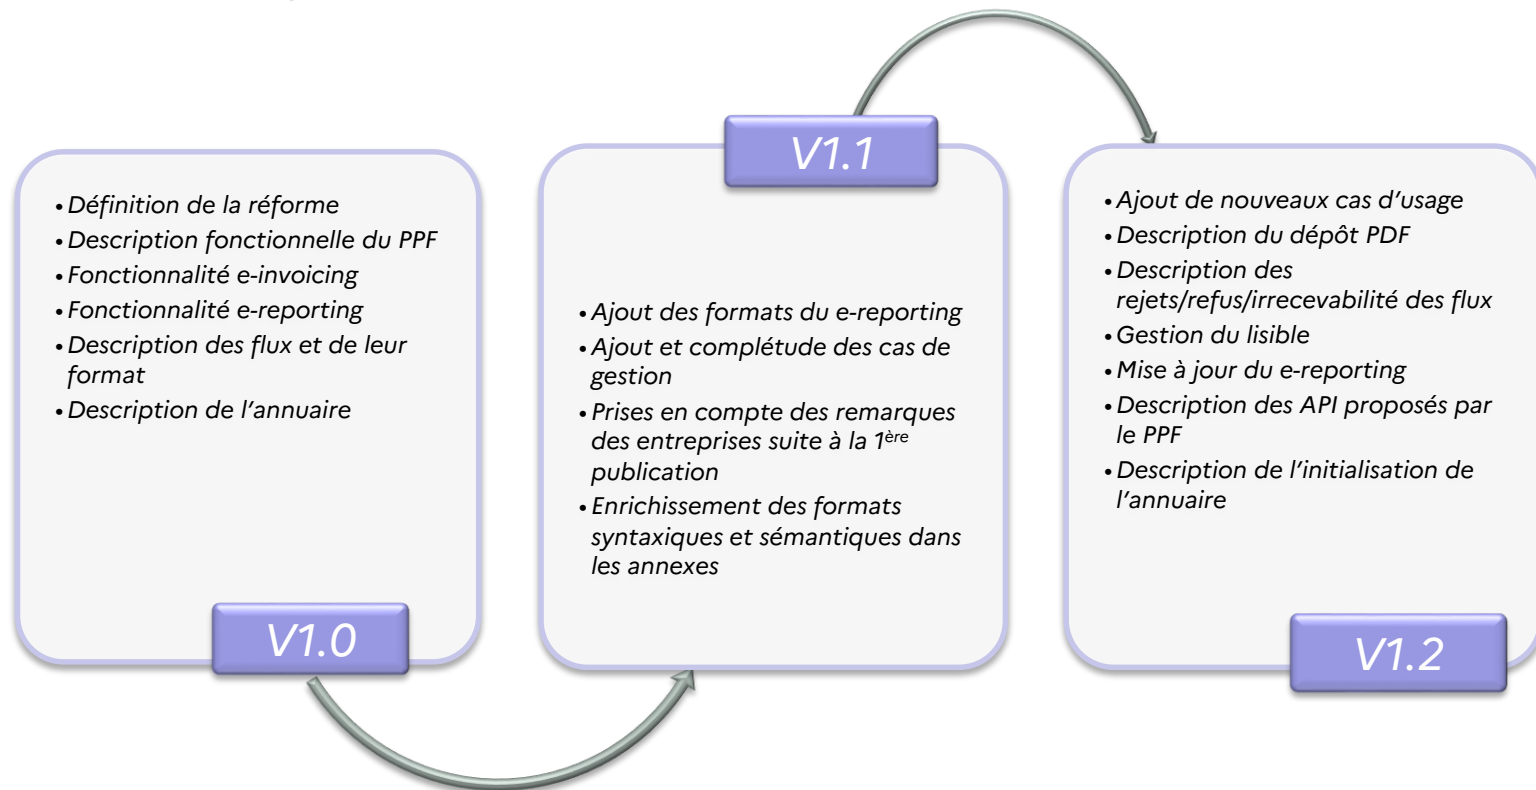 • Définition de la réforme
• Description fonctionnelle du PPF
• Fonctionnalité e-invoicing
• Fonctionnalité e-reporting
• Description des flux et de leur
format
• Description de l’annuaire
V1.0
V1.1
• Ajout des formats du e-reporting
• Ajout et complétude des cas de
gestion
• Prises en compte des remarques
des entreprises suite à la 1ère
publication
• Enrichissement des formats
syntaxiques et sémantiques dans
les annexes
• Ajout de nouveaux cas d’usage
• Description du dépôt PDF
• Description des
rejets/refus/irrecevabilité des flux
• Gestion du lisible
• Mise à jour du e-reporting
• Description des API proposés par
le PPF
• Description de l’initialisation de
l’annuaire
V1.2